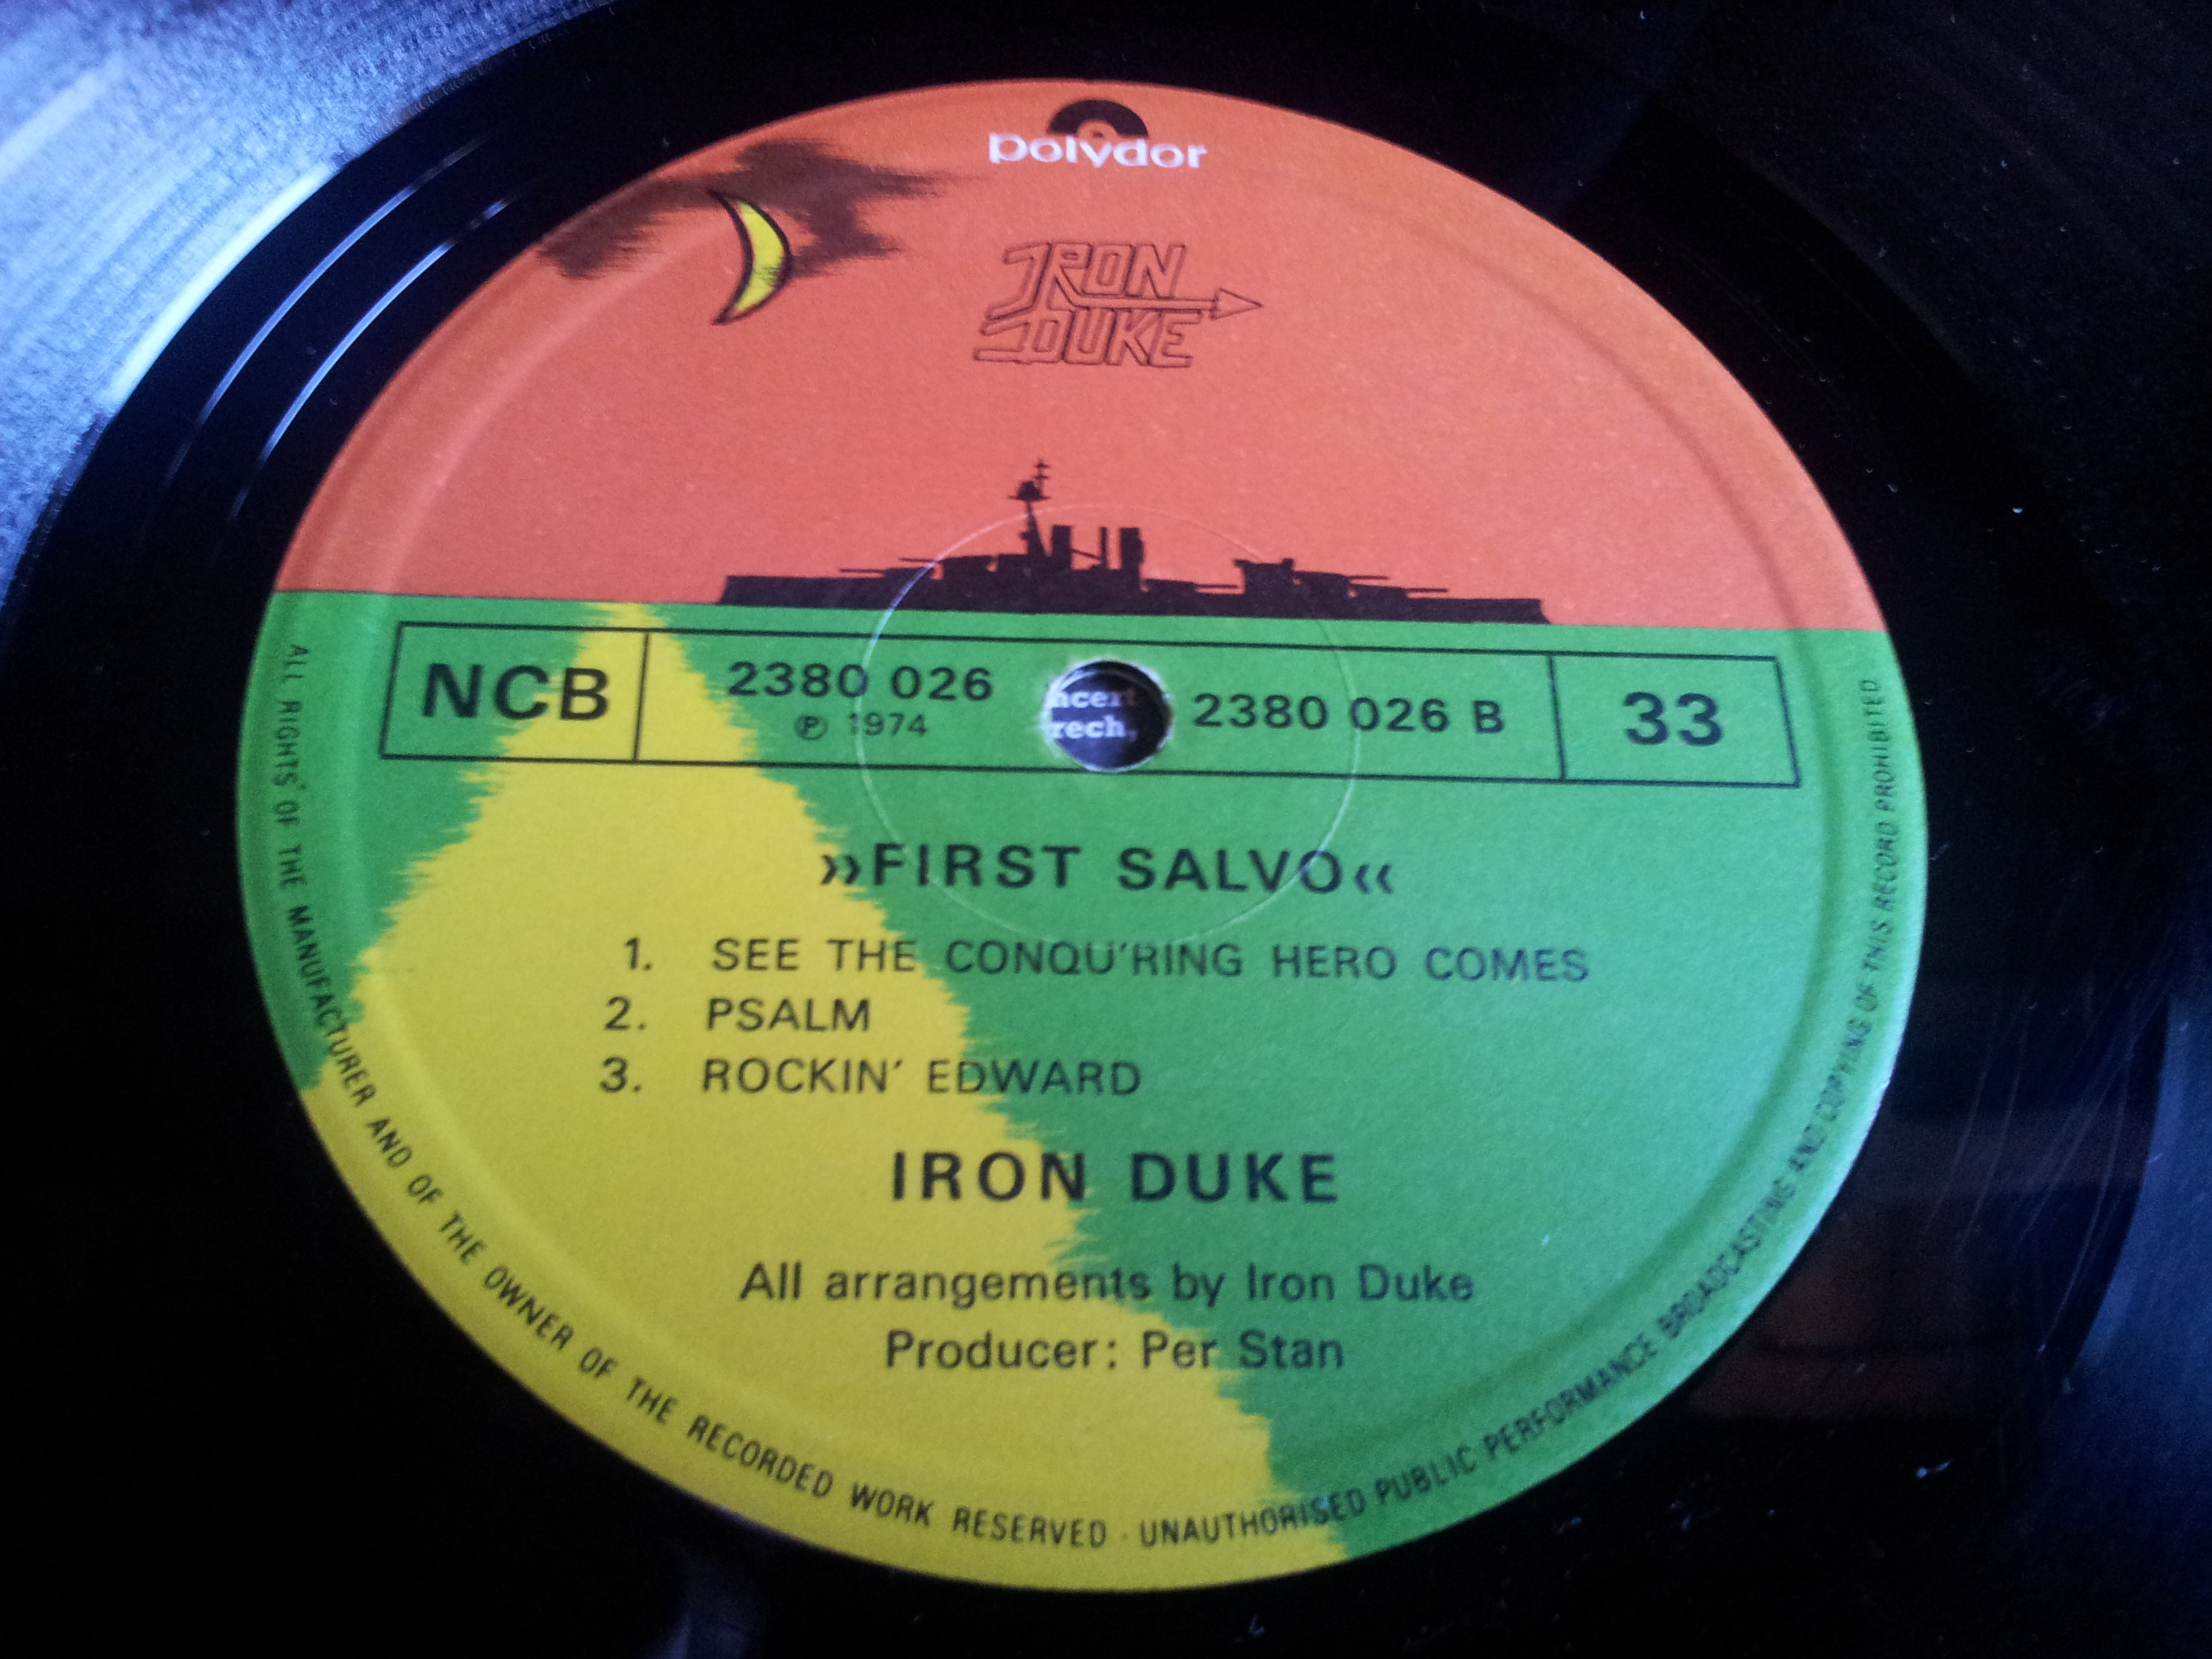 polydor
IRON
DUKE
NCB
2380 026
℗ 1974
2380 026 B
33
»FIRST SALVO«
1. SEE THE CONQU'RING HERO COMES
2. PSALM
3. ROCKIN' EDWARD
IRON DUKE
All arrangements by Iron Duke
Producer: Per Stan
ALL RIGHTS OF THE MANUFACTURER AND OF THE OWNER OF THE RECORDED WORK RESERVED · UNAUTHORISED PUBLIC PERFORMANCE BROADCASTING AND COPYING OF THIS RECORD PROHIBITED